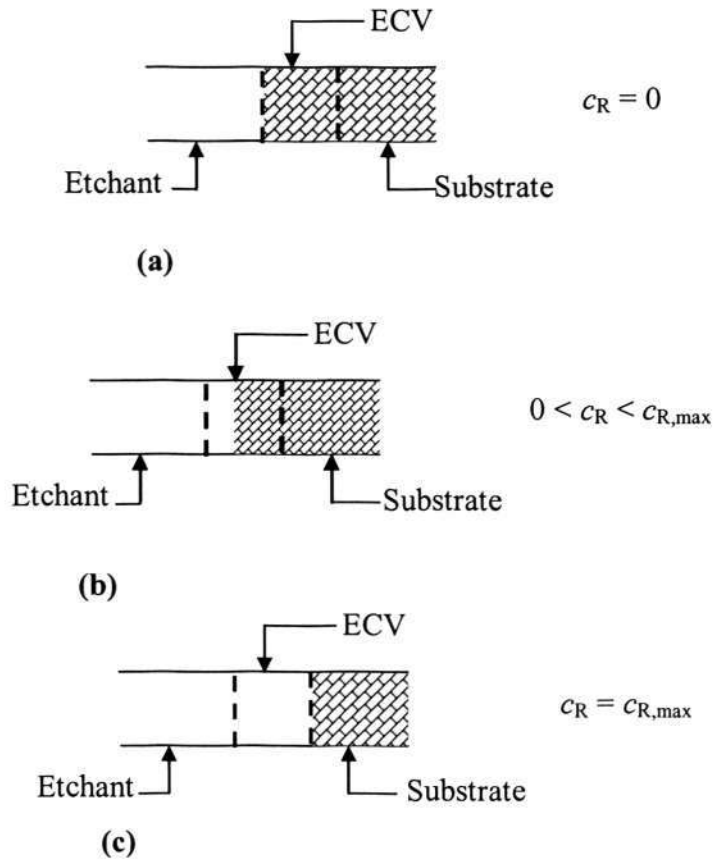 ECV
c_R = 0
Etchant
Substrate
(a)
ECV
0 < c_R < c_R,max
Etchant
Substrate
(b)
ECV
c_R = c_R,max
Etchant
Substrate
(c)